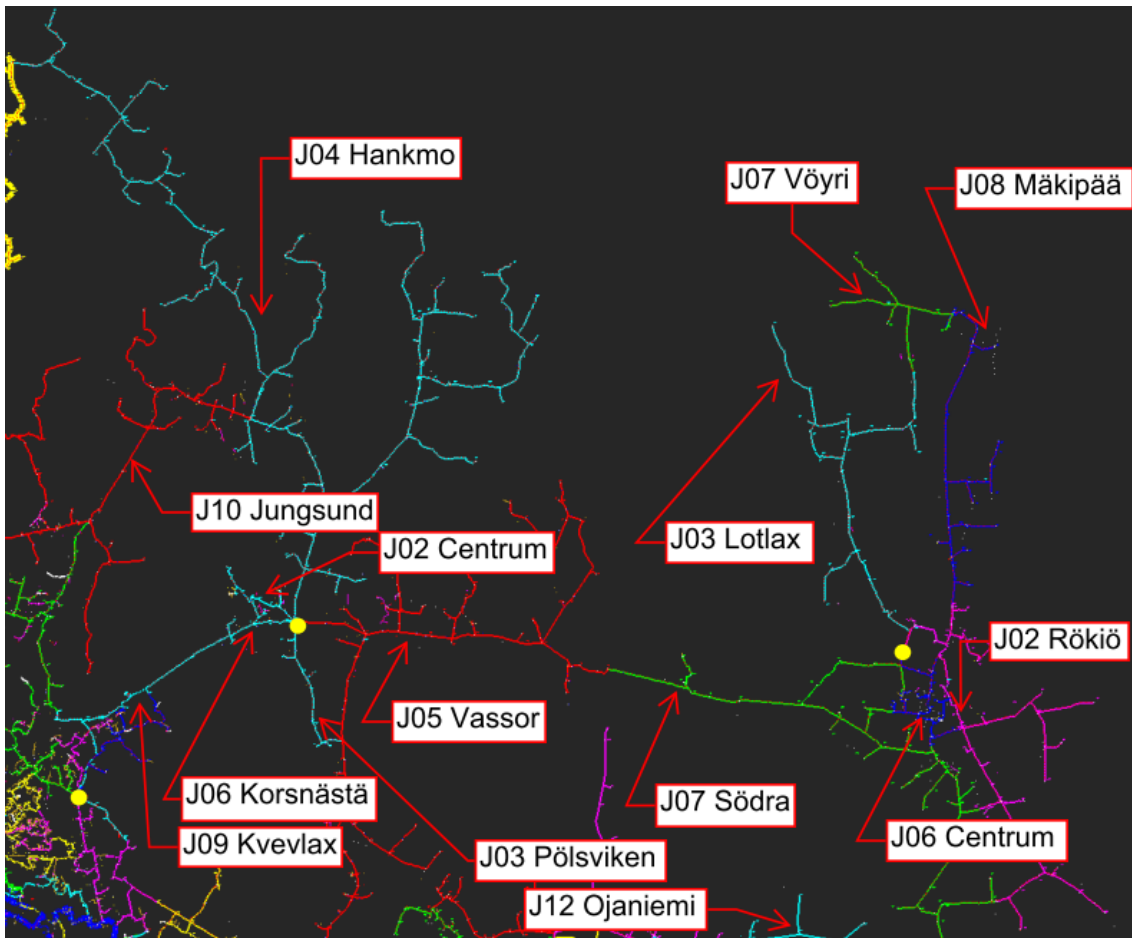 J04 Hankmo
J07 Vöyri
J08 Mäkipää
J10 Jungsund
J02 Centrum
J03 Lotlax
J02 Rökiö
J05 Vassor
J06 Korsnästå
J07 Södra
J09 Kvevlax
J03 Pölsviken
J06 Centrum
J12 Ojaniemi